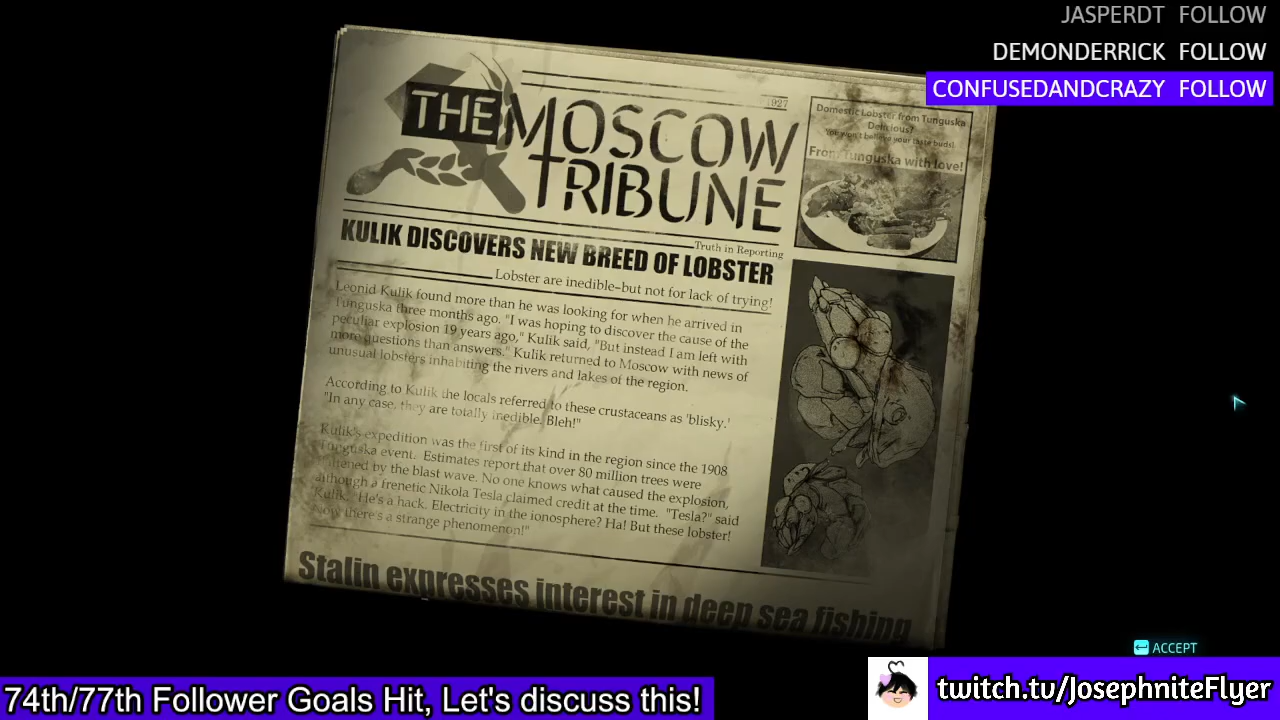 JASPERDT FOLLOW
DEMONDERRICK FOLLOW
CONFUSEDANDCRAZY FOLLOW
THE MOSCOW
TRIBUNE
1927
Truth in Reporting
Domestic Lobster from Tunguska
Delicious?
You won't believe your taste buds!
From Tunguska with love!
KULIK DISCOVERS NEW BREED OF LOBSTER
Lobster are inedible-but not for lack of trying!
Leonid Kulik found more than he was looking for when he arrived in
Tunguska three months ago. "I was hoping to discover the cause of the
peculiar explosion 19 years ago," Kulik said, "But instead I am left with
more questions than answers." Kulik returned to Moscow with news of
unusual lobsters inhabiting the rivers and lakes of the region.
According to Kulik the locals referred to these crustaceans as 'blisky.'
"In any case, they are totally inedible. Bleh!"
Kulik's expedition was the first of its kind in the region since the 1908
Tunguska event. Estimates report that over 80 million trees were
flattened by the blast wave. No one knows what caused the explosion,
although a frenetic Nikola Tesla claimed credit at the time. "Tesla?" said
Kulik. "He's a hack. Electricity in the ionosphere? Ha! But these lobster!
Now there's a strange phenomenon!"
Stalin expresses interest in deep sea fishing
ACCEPT
74th/77th Follower Goals Hit, Let's discuss this!
twitch.tv/JosephniteFlyer